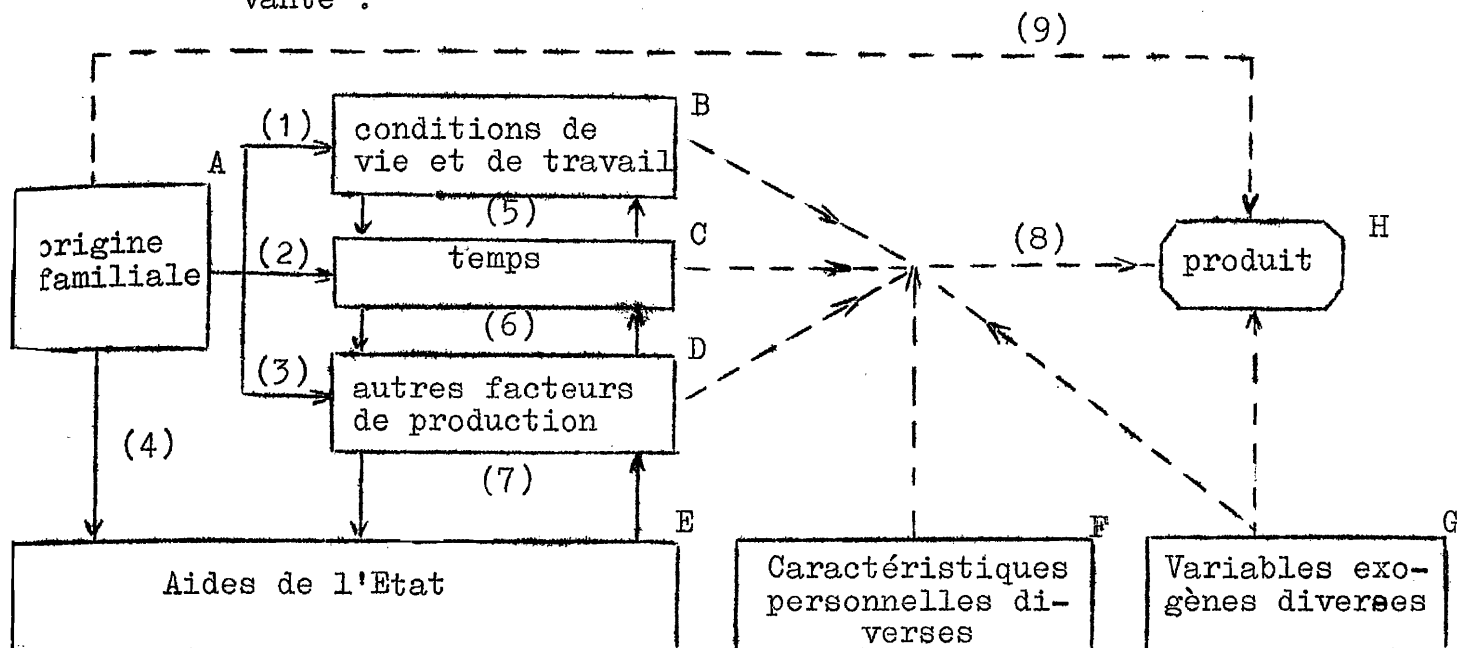 vante :
(9)
B
(1)
conditions de
vie et de travail
A
(5)
C
origine
familiale
(2)
temps
(8)
H
produit
(6)
D
(3)
autres facteurs
de production
(4)
(7)
E
F
G
Aides de l'Etat
Caractéristiques
personnelles di-
verses
Variables exo-
gènes diverses